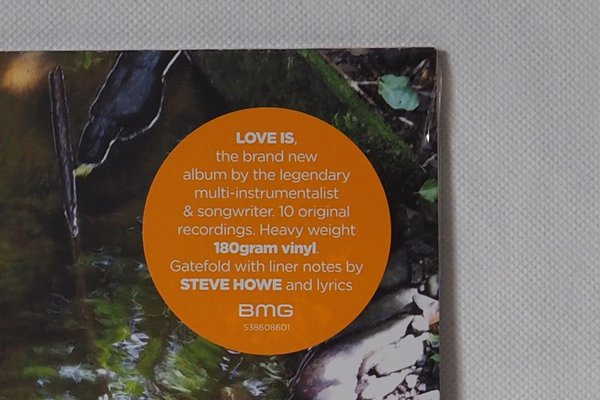 LOVE IS,
the brand new
album by the legendary
multi-instrumentalist
& songwriter. 10 original
recordings. Heavy weight
180gram vinyl.
Gatefold with liner notes by
STEVE HOWE and lyrics
BMG
538608601